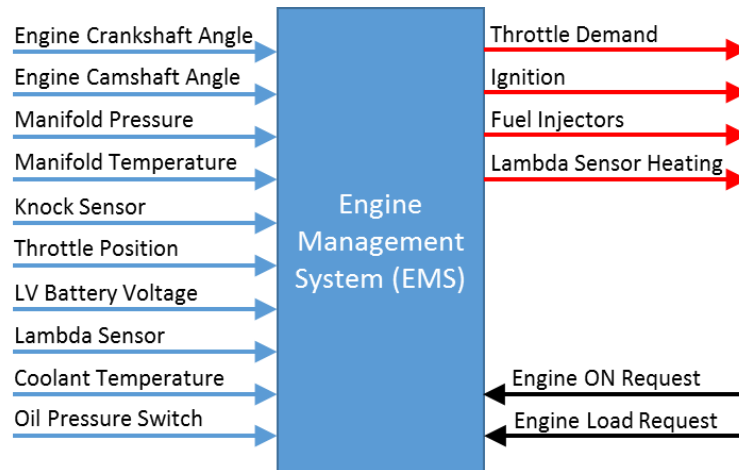 Engine Crankshaft Angle
Engine Camshaft Angle
Manifold Pressure
Manifold Temperature
Knock Sensor
Throttle Position
LV Battery Voltage
Lambda Sensor
Coolant Temperature
Oil Pressure Switch
Engine
Management
System (EMS)
Throttle Demand
Ignition
Fuel Injectors
Lambda Sensor Heating
Engine ON Request
Engine Load Request